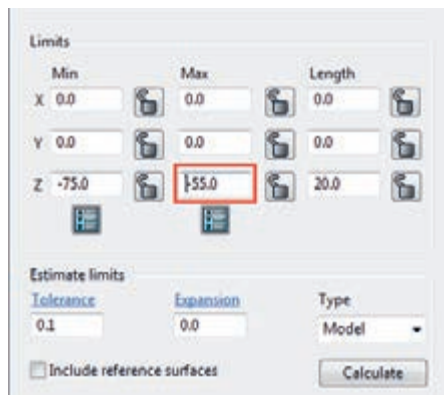 Limits
Min Max Length
X 0.0 0.0 0.0
Y 0.0 0.0 0.0
Z -75.0 -55.0 20.0
Estimate limits
Tolerance Expansion Type
0.1 0.0 Model
Include reference surfaces Calculate